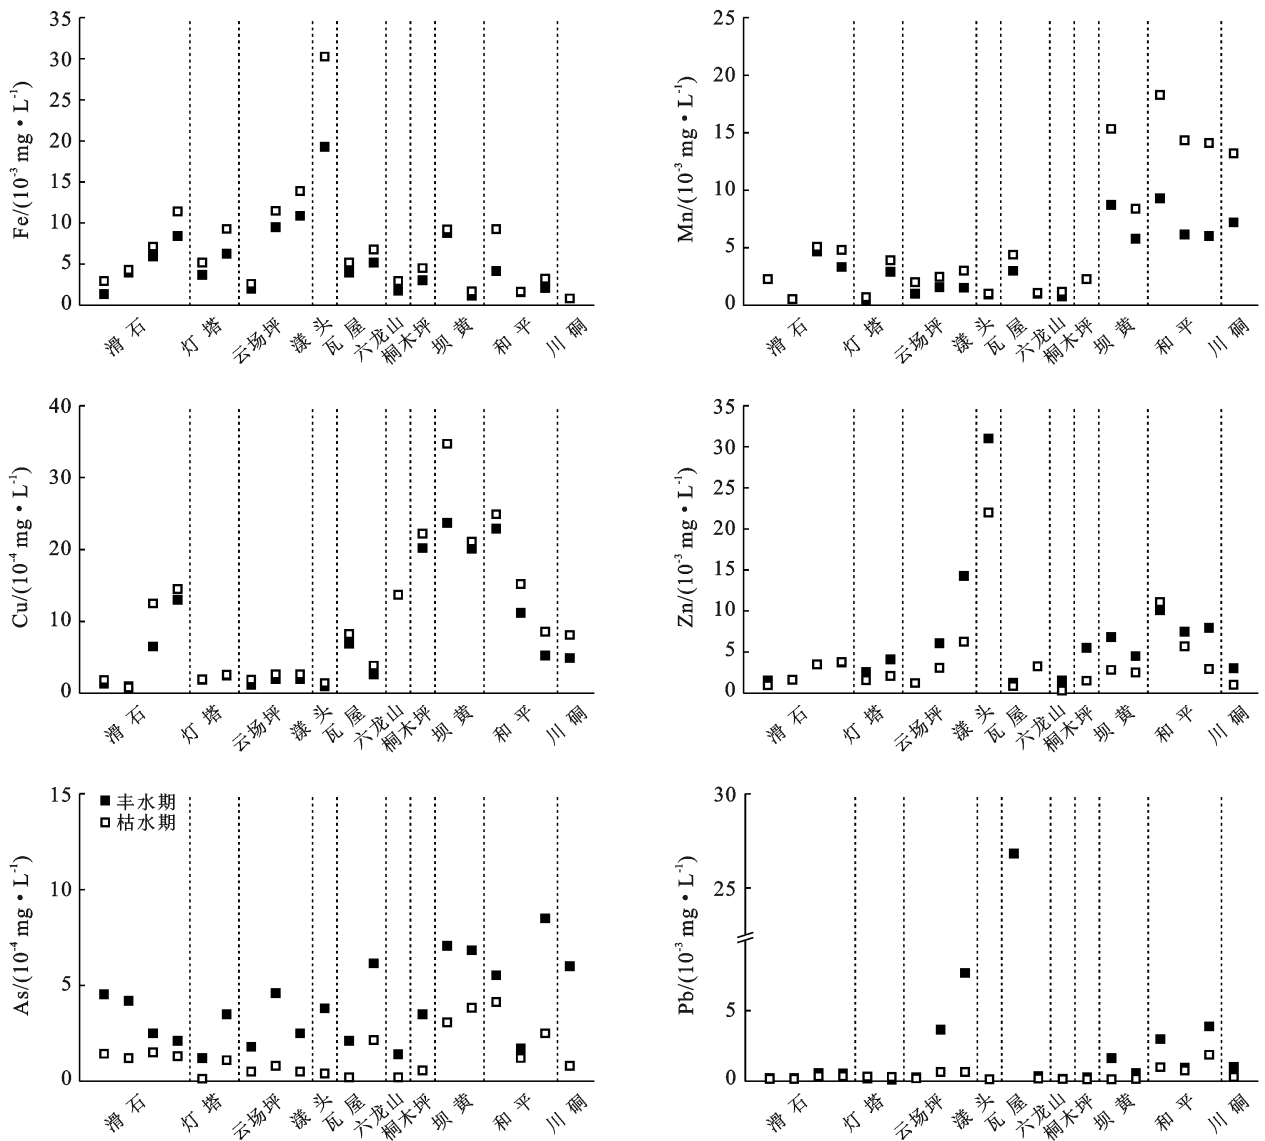 Fe/(10⁻³ mg·L⁻¹)
35
30
25
20
15
10
5
0
滑石 灯塔 云场坪 漾头 瓦屋 六龙山 桐木坪 坝黄 和平 川硐
Mn/(10⁻³ mg·L⁻¹)
25
20
15
10
5
0
滑石 灯塔 云场坪 漾头 瓦屋 六龙山 桐木坪 坝黄 和平 川硐
Cu/(10⁻⁴ mg·L⁻¹)
40
30
20
10
0
滑石 灯塔 云场坪 漾头 瓦屋 六龙山 桐木坪 坝黄 和平 川硐
Zn/(10⁻³ mg·L⁻¹)
35
30
25
20
15
10
5
0
滑石 灯塔 云场坪 漾头 瓦屋 六龙山 桐木坪 坝黄 和平 川硐
As/(10⁻⁴ mg·L⁻¹)
15
10
5
0
丰水期
枯水期
滑石 灯塔 云场坪 漾头 瓦屋 六龙山 桐木坪 坝黄 和平 川硐
Pb/(10⁻³ mg·L⁻¹)
30
25
5
0
滑石 灯塔 云场坪 漾头 瓦屋 六龙山 桐木坪 坝黄 和平 川硐